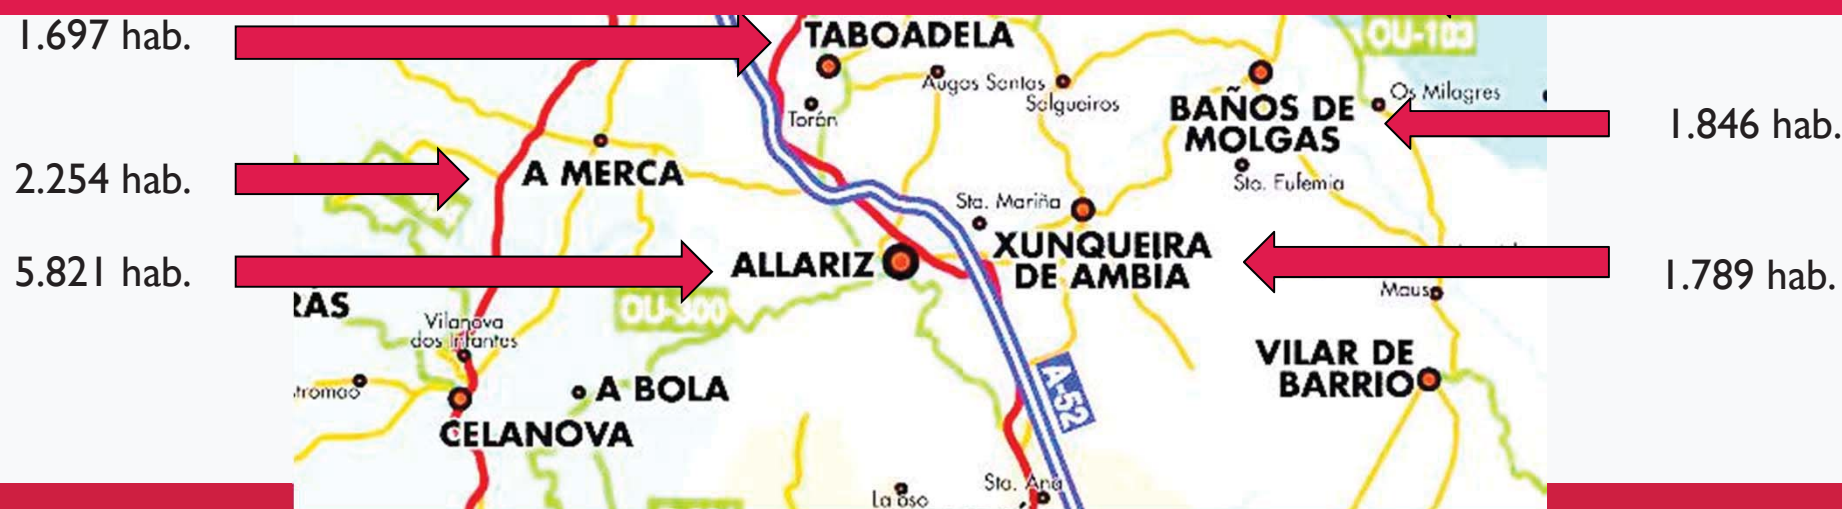 1.697 hab.
TABOADELA
OU-103
Augas Santas
Os Milagres
Salgueiros
BAÑOS DE
MOLGAS
Torán
1.846 hab.
A MERCA
2.254 hab.
Sta. Eufemia
Sta. Mariña
XUNQUEIRA
DE AMBIA
ALLARIZ
5.821 hab.
1.789 hab.
Maus
RÁS
OU-300
Vilanova
dos Infantes
VILAR DE
BARRIO
A BOLA
A-52
CELANOVA
Sta. Ana